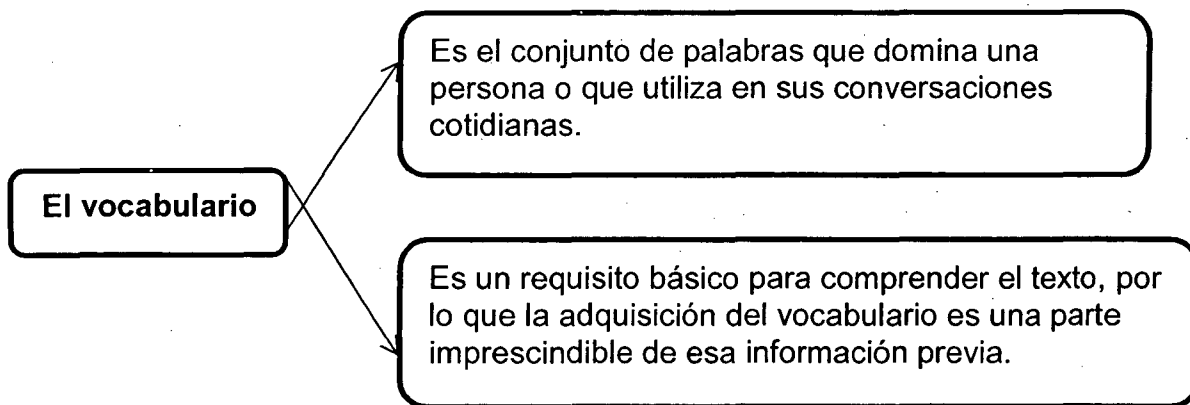 El vocabulario
Es el conjunto de palabras que domina una
persona o que utiliza en sus conversaciones
cotidianas.
Es un requisito básico para comprender el texto, por
lo que la adquisición del vocabulario es una parte
imprescindible de esa información previa.